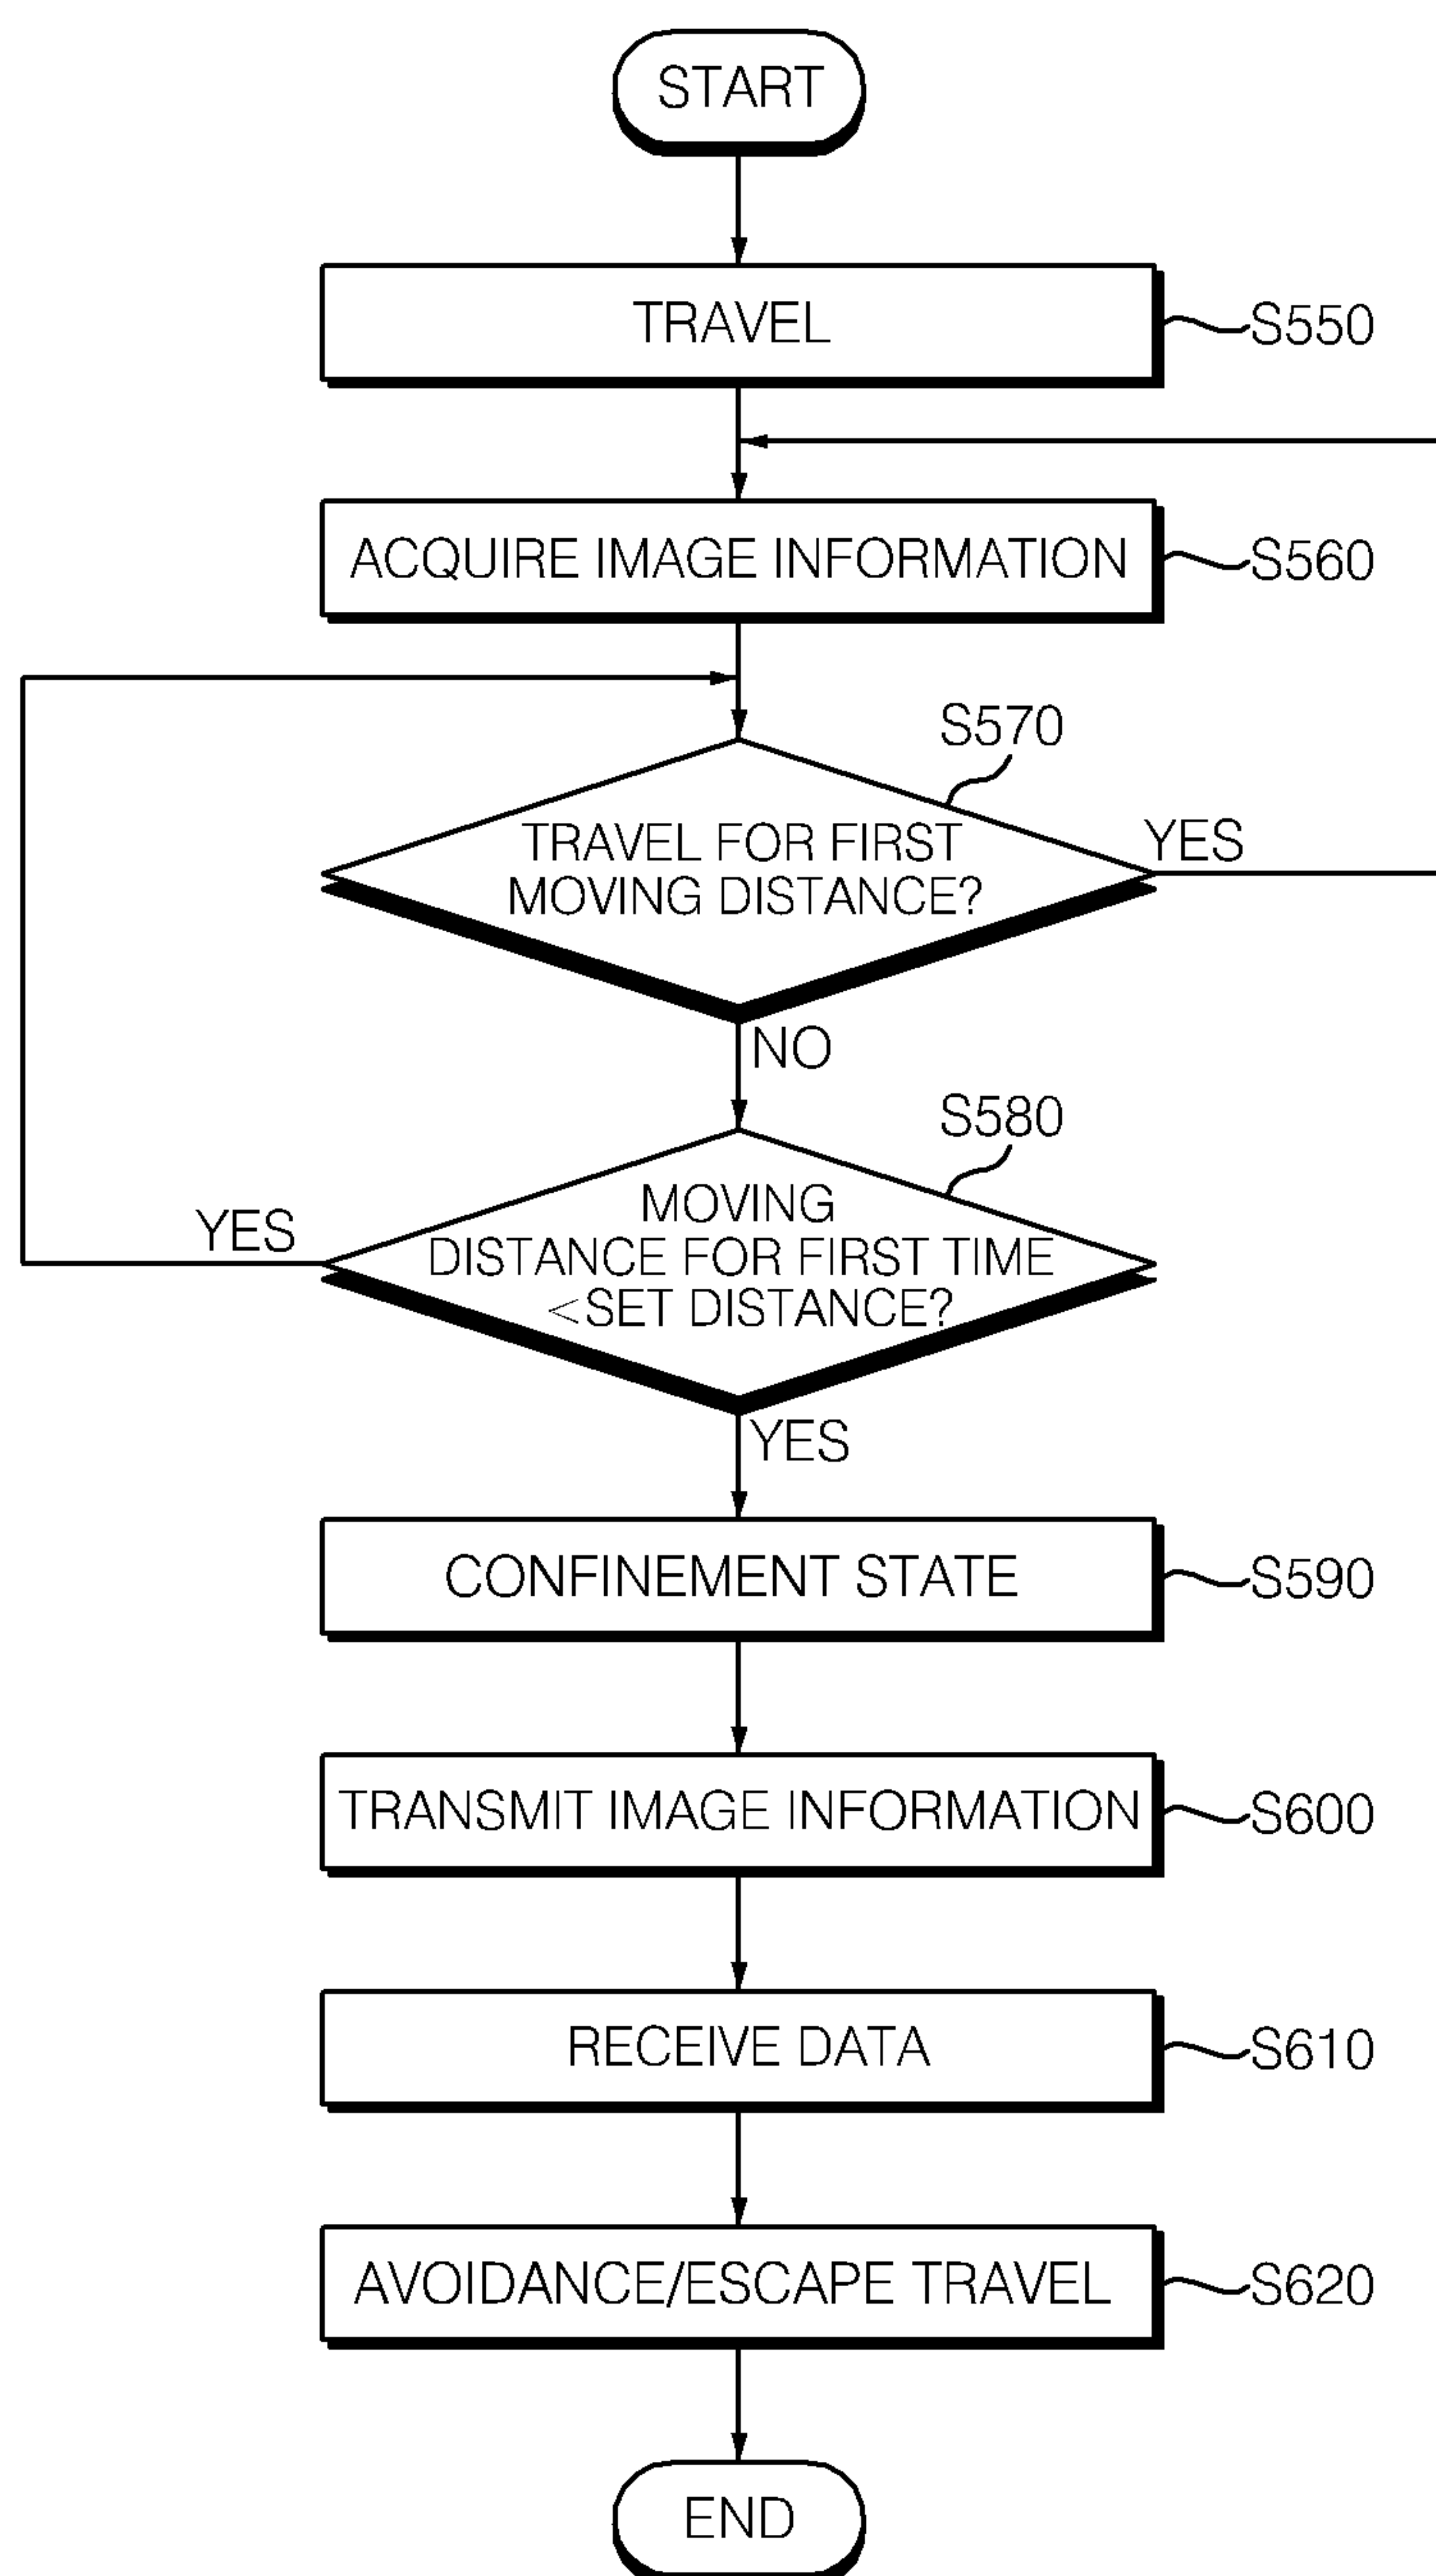 START
TRAVEL
S550
ACQUIRE IMAGE INFORMATION
S560
S570
TRAVEL FOR FIRST
MOVING DISTANCE?
YES
NO
S580
MOVING
DISTANCE FOR FIRST TIME
<SET DISTANCE?
YES
YES
CONFINEMENT STATE
S590
TRANSMIT IMAGE INFORMATION
S600
RECEIVE DATA
S610
AVOIDANCE/ESCAPE TRAVEL
S620
END